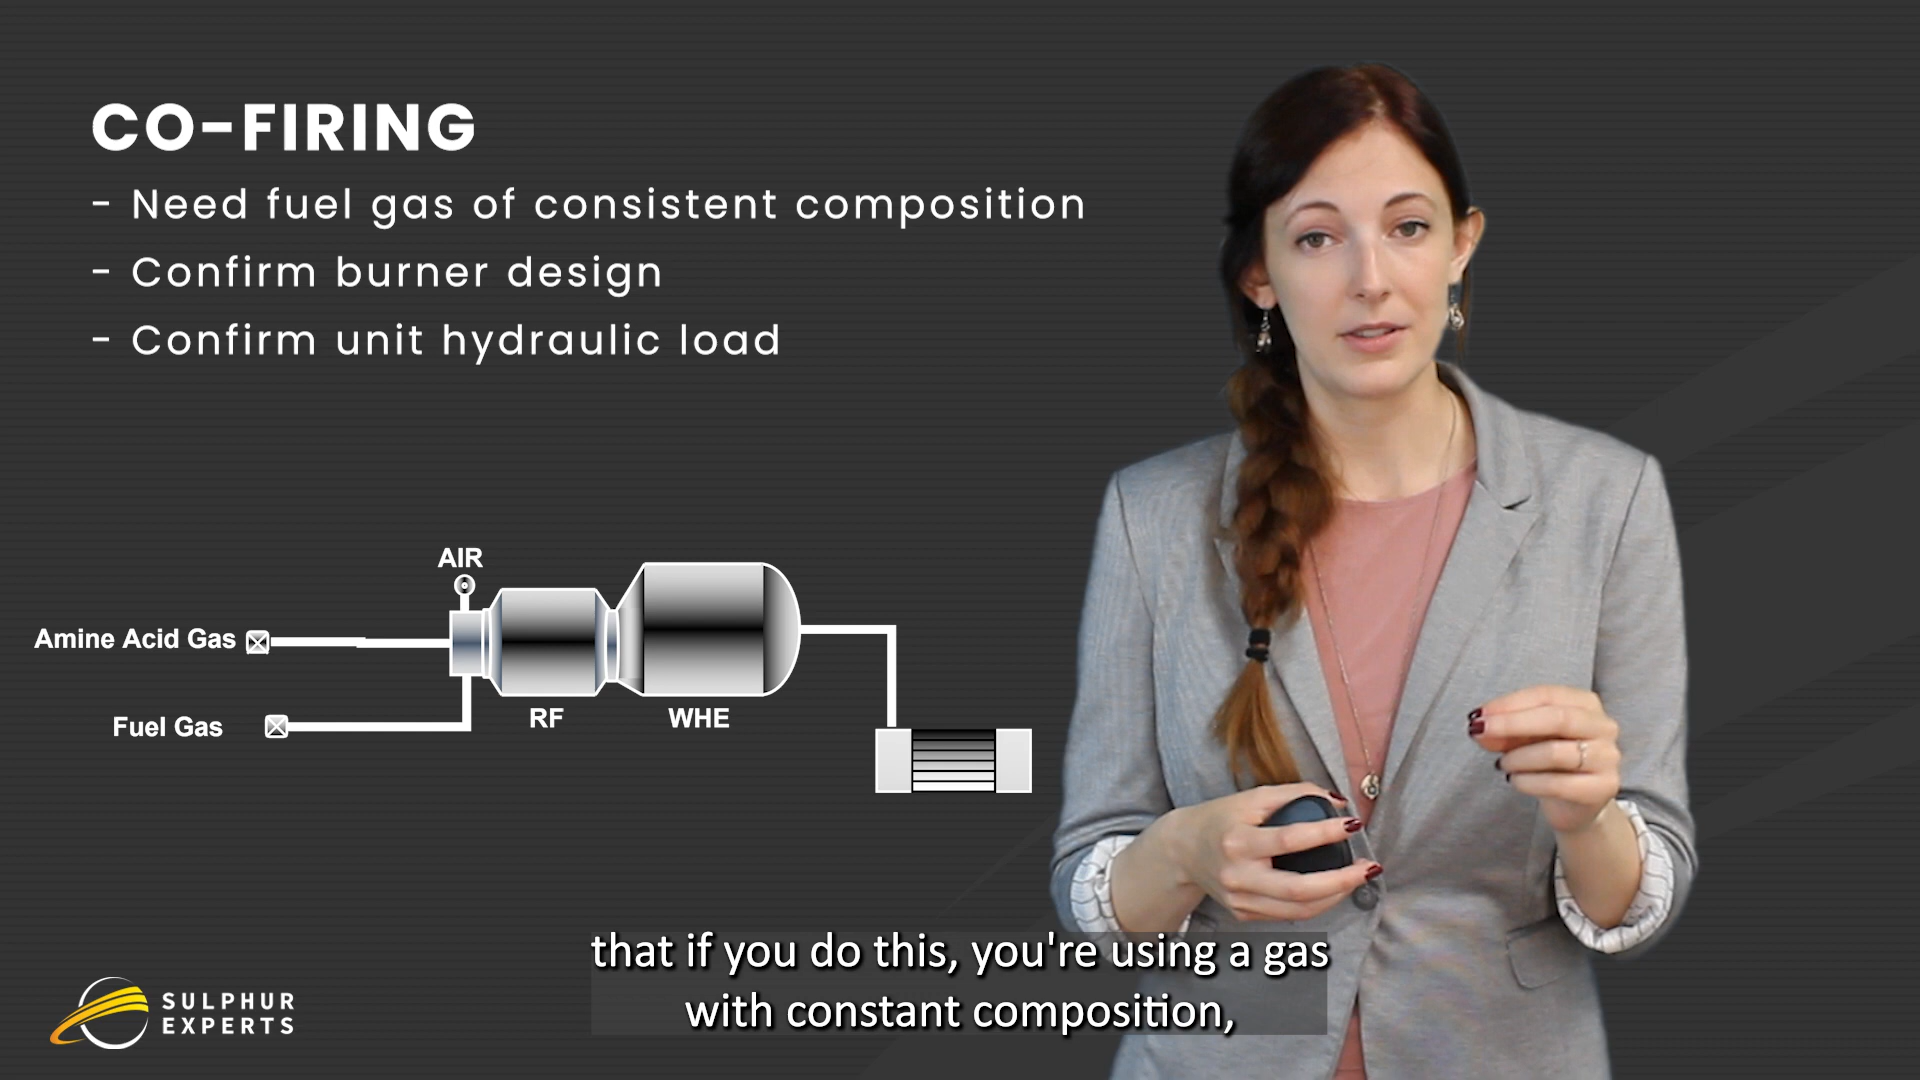 CO-FIRING
- Need fuel gas of consistent composition
- Confirm burner design
- Confirm unit hydraulic load
AIR
Amine Acid Gas
Fuel Gas
RF
WHE
that if you do this, you're using a gas
with constant composition,
SULPHUR
EXPERTS